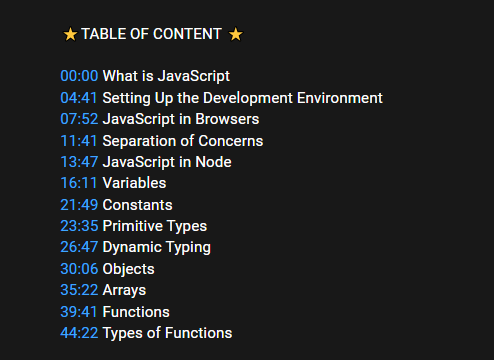 ⭐️ TABLE OF CONTENT ⭐️
00:00 What is JavaScript
04:41 Setting Up the Development Environment
07:52 JavaScript in Browsers
11:41 Separation of Concerns
13:47 JavaScript in Node
16:11 Variables
21:49 Constants
23:35 Primitive Types
26:47 Dynamic Typing
30:06 Objects
35:22 Arrays
39:41 Functions
44:22 Types of Functions